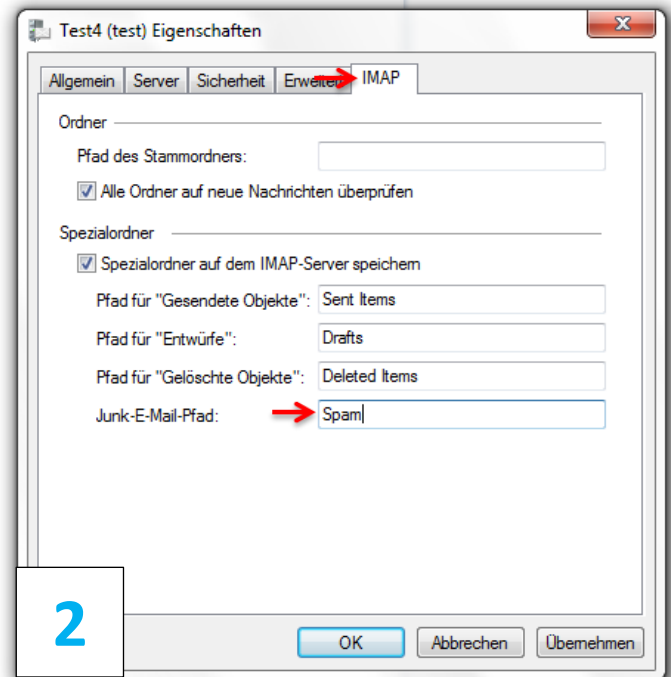 Test4 (test) Eigenschaften
Allgemein Server Sicherheit Erweitert IMAP
Ordner
Pfad des Stammordners:
Alle Ordner auf neue Nachrichten überprüfen
Spezialordner
Spezialordner auf dem IMAP-Server speichern
Pfad für "Gesendete Objekte": Sent Items
Pfad für "Entwürfe": Drafts
Pfad für "Gelöschte Objekte": Deleted Items
Junk-E-Mail-Pfad: Spam
2
OK Abbrechen Übernehmen